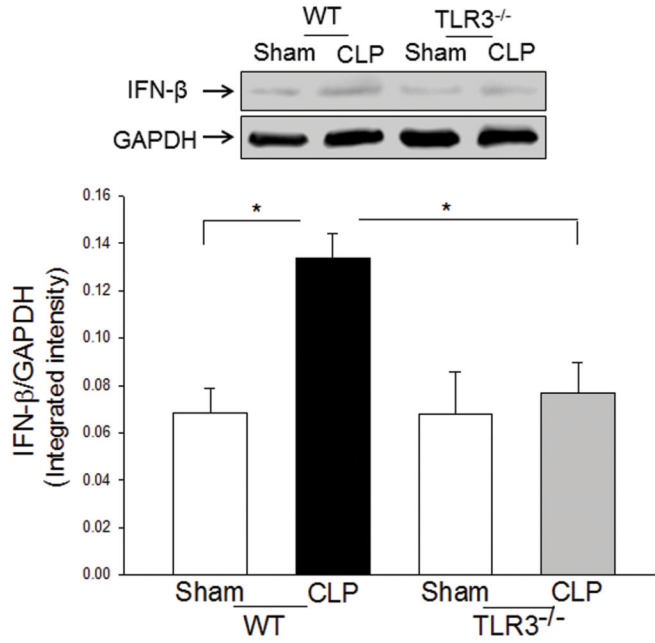 WT TLR3-/-
Sham CLP Sham CLP
IFN-β
GAPDH
0.16
0.14
0.12
0.10
0.08
0.06
0.04
0.02
0.00
IFN-β/GAPDH
(Integrated intensity)
* *
Sham CLP Sham CLP
WT TLR3-/-